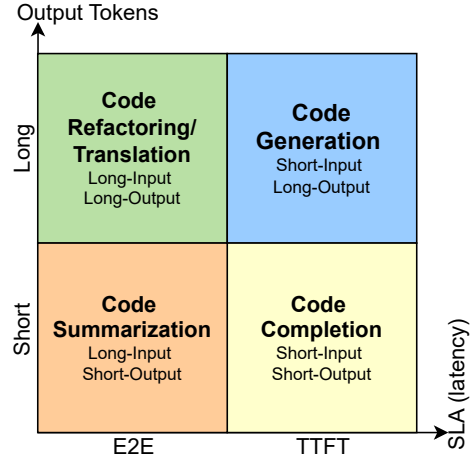 Output Tokens
Long
Code
Refactoring/
Translation
Long-Input
Long-Output
Code
Generation
Short-Input
Long-Output
Short
Code
Summarization
Long-Input
Short-Output
Code
Completion
Short-Input
Short-Output
SLA (latency)
E2E
TTFT